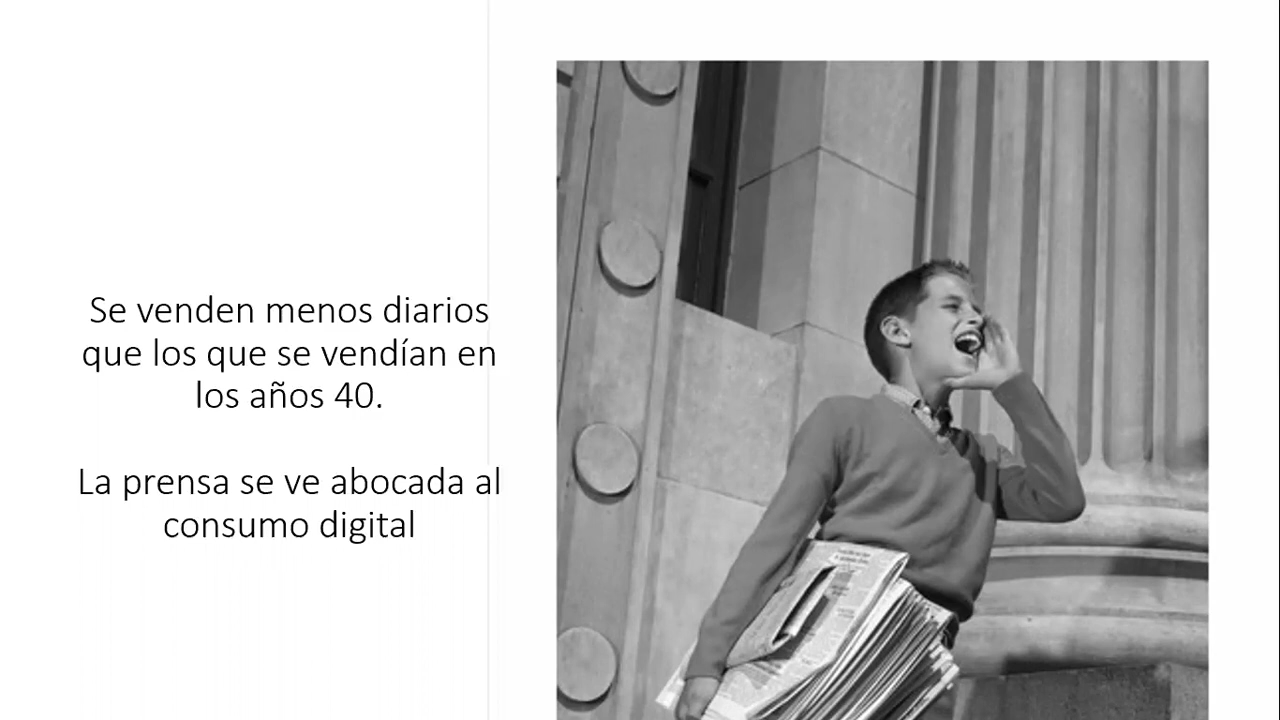 Se venden menos diarios
que los que se vendían en
los años 40.
La prensa se ve abocada al
consumo digital